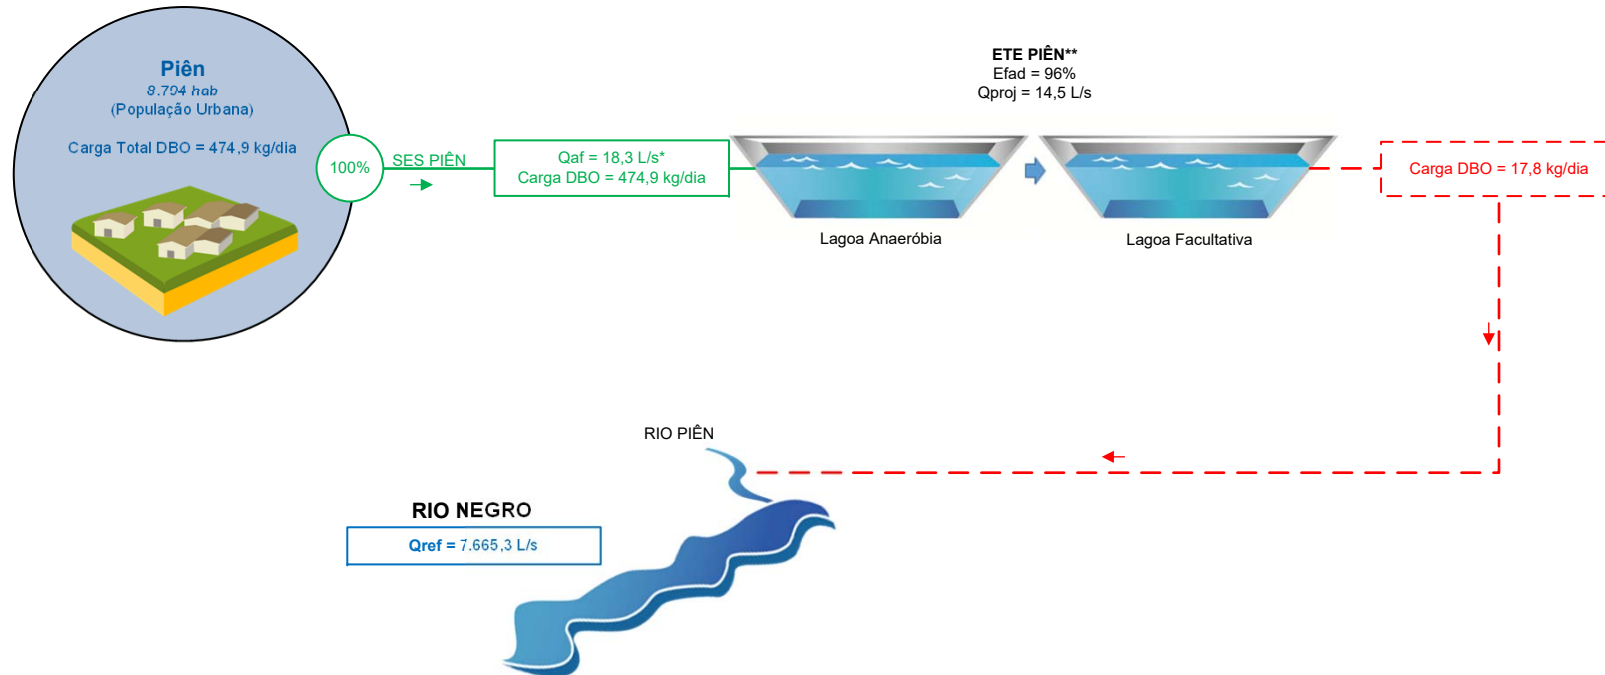 Piên
8.794 hab
(População Urbana)
Carga Total DBO = 474,9 kg/dia
100%
SES PIÊN
Qaf = 18,3 L/s*
Carga DBO = 474,9 kg/dia
ETE PIÊN**
Efad = 96%
Qproj = 14,5 L/s
Lagoa Anaeróbia
Lagoa Facultativa
Carga DBO = 17,8 kg/dia
RIO PIÊN
RIO NEGRO
Qref = 7.665,3 L/s